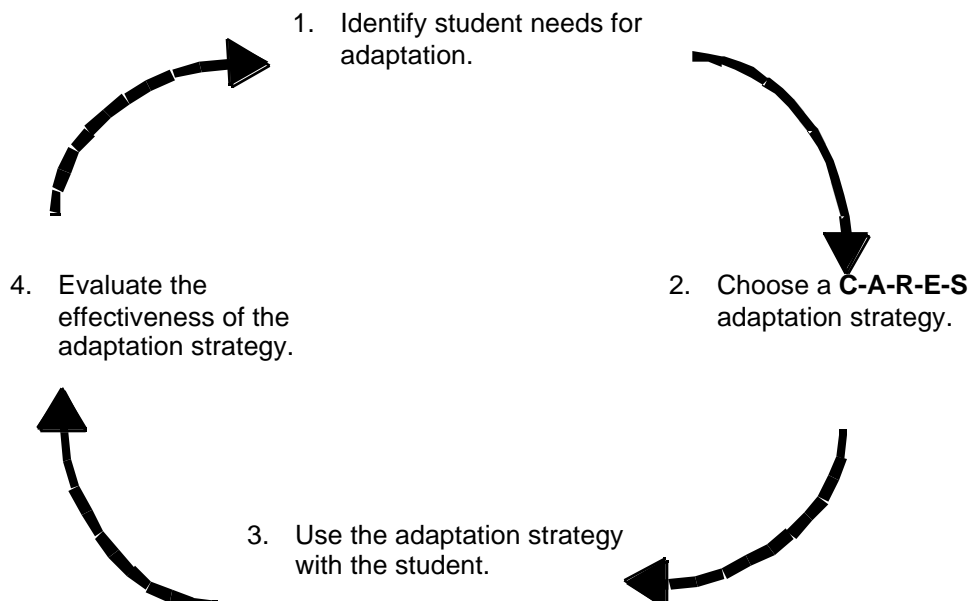 1. Identify student needs for
adaptation.
2. Choose a C-A-R-E-S
adaptation strategy.
3. Use the adaptation strategy
with the student.
4. Evaluate the
effectiveness of the
adaptation strategy.